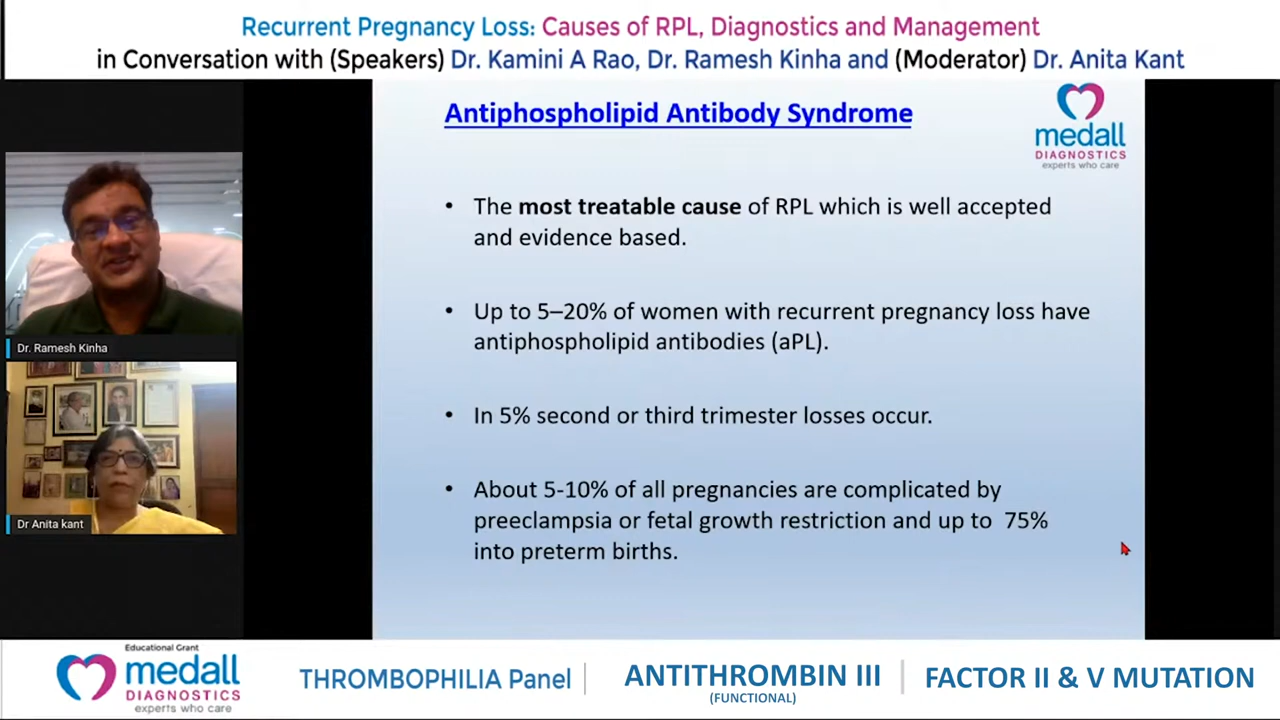 Recurrent Pregnancy Loss: Causes of RPL, Diagnostics and Management
in Conversation with (Speakers) Dr. Kamini A Rao, Dr. Ramesh Kinha and (Moderator) Dr. Anita Kant
Antiphospholipid Antibody Syndrome
medall
DIAGNOSTICS
experts who care
• The most treatable cause of RPL which is well accepted
and evidence based.
• Up to 5–20% of women with recurrent pregnancy loss have
antiphospholipid antibodies (aPL).
• In 5% second or third trimester losses occur.
• About 5-10% of all pregnancies are complicated by
preeclampsia or fetal growth restriction and up to 75%
into preterm births.
Dr. Ramesh Kinha
Dr Anita kant
Educational Grant
medall
DIAGNOSTICS
experts who care
THROMBOPHILIA Panel
ANTITHROMBIN III
(FUNCTIONAL)
FACTOR II & V MUTATION